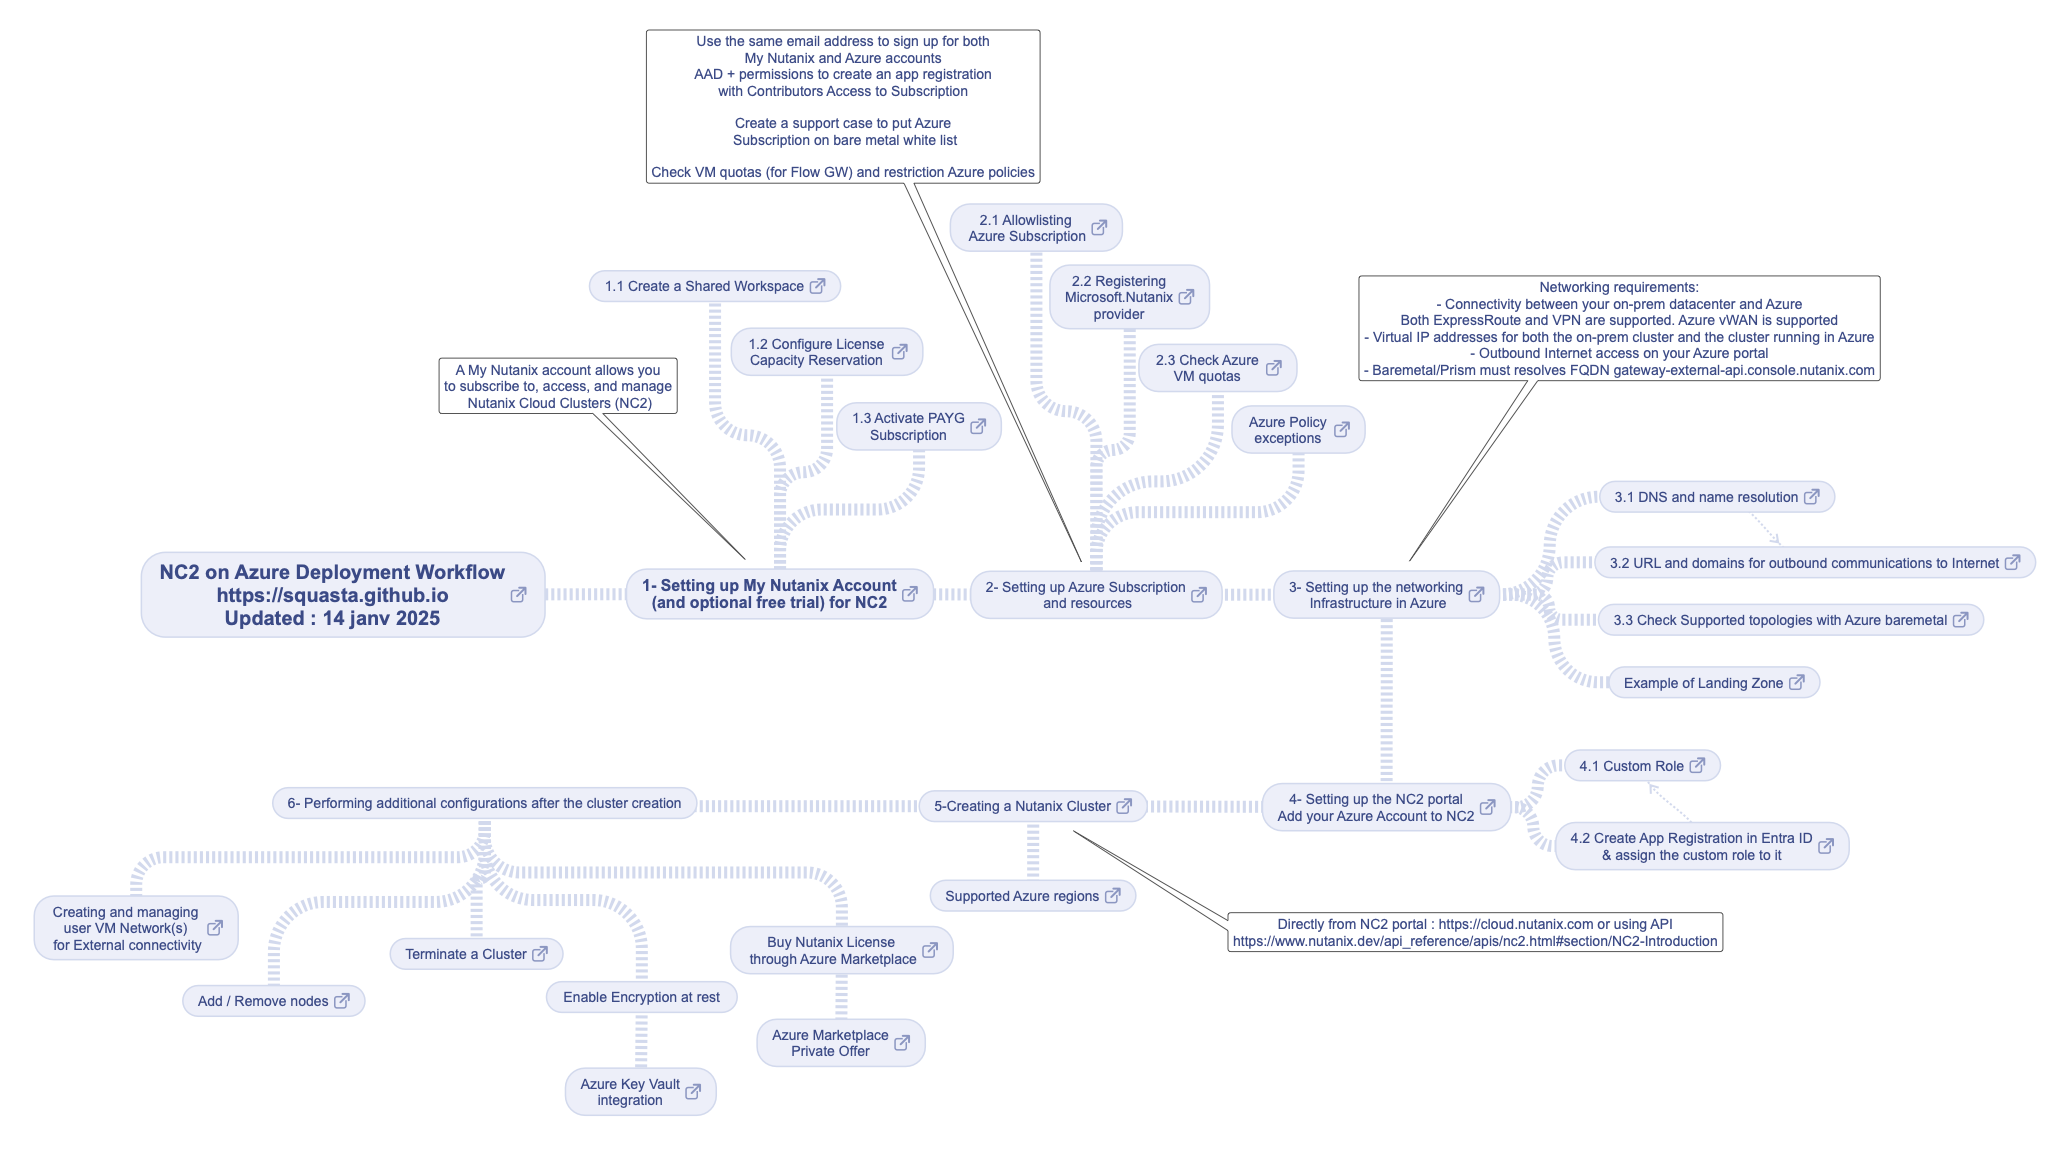 Use the same email address to sign up for both
My Nutanix and Azure accounts
AAD + permissions to create an app registration
with Contributors Access to Subscription
Create a support case to put Azure
Subscription on bare metal white list
Check VM quotas (for Flow GW) and restriction Azure policies
2.1 Allowlisting
Azure Subscription
2.2 Registering
Microsoft.Nutanix
provider
2.3 Check Azure
VM quotas
Azure Policy
exceptions
1.1 Create a Shared Workspace
1.2 Configure License
Capacity Reservation
1.3 Activate PAYG
Subscription
A My Nutanix account allows you
to subscribe to, access, and manage
Nutanix Cloud Clusters (NC2)
Networking requirements:
- Connectivity between your on-prem datacenter and Azure
Both ExpressRoute and VPN are supported. Azure vWAN is supported
- Virtual IP addresses for both the on-prem cluster and the cluster running in Azure
- Outbound Internet access on your Azure portal
- Baremetal/Prism must resolves FQDN gateway-external-api.console.nutanix.com
NC2 on Azure Deployment Workflow
https://squasta.github.io
Updated : 14 janv 2025
1- Setting up My Nutanix Account
(and optional free trial) for NC2
2- Setting up Azure Subscription
and resources
3- Setting up the networking
Infrastructure in Azure
3.1 DNS and name resolution
3.2 URL and domains for outbound communications to Internet
3.3 Check Supported topologies with Azure baremetal
Example of Landing Zone
4- Setting up the NC2 portal
Add your Azure Account to NC2
4.1 Custom Role
4.2 Create App Registration in Entra ID
& assign the custom role to it
5-Creating a Nutanix Cluster
Supported Azure regions
Directly from NC2 portal : https://cloud.nutanix.com or using API
https://www.nutanix.dev/api_reference/apis/nc2.html#section/NC2-Introduction
6- Performing additional configurations after the cluster creation
Creating and managing
user VM Network(s)
for External connectivity
Add / Remove nodes
Terminate a Cluster
Enable Encryption at rest
Azure Key Vault
integration
Buy Nutanix License
through Azure Marketplace
Azure Marketplace
Private Offer